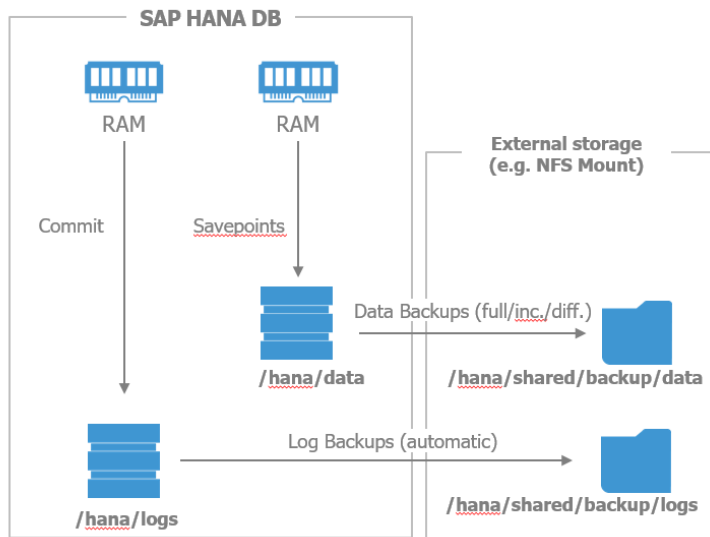 SAP HANA DB
RAM
RAM
External storage
(e.g. NFS Mount)
Commit
Savepoints
Data Backups (full/inc./diff.)
/hana/data
/hana/shared/backup/data
Log Backups (automatic)
/hana/logs
/hana/shared/backup/logs